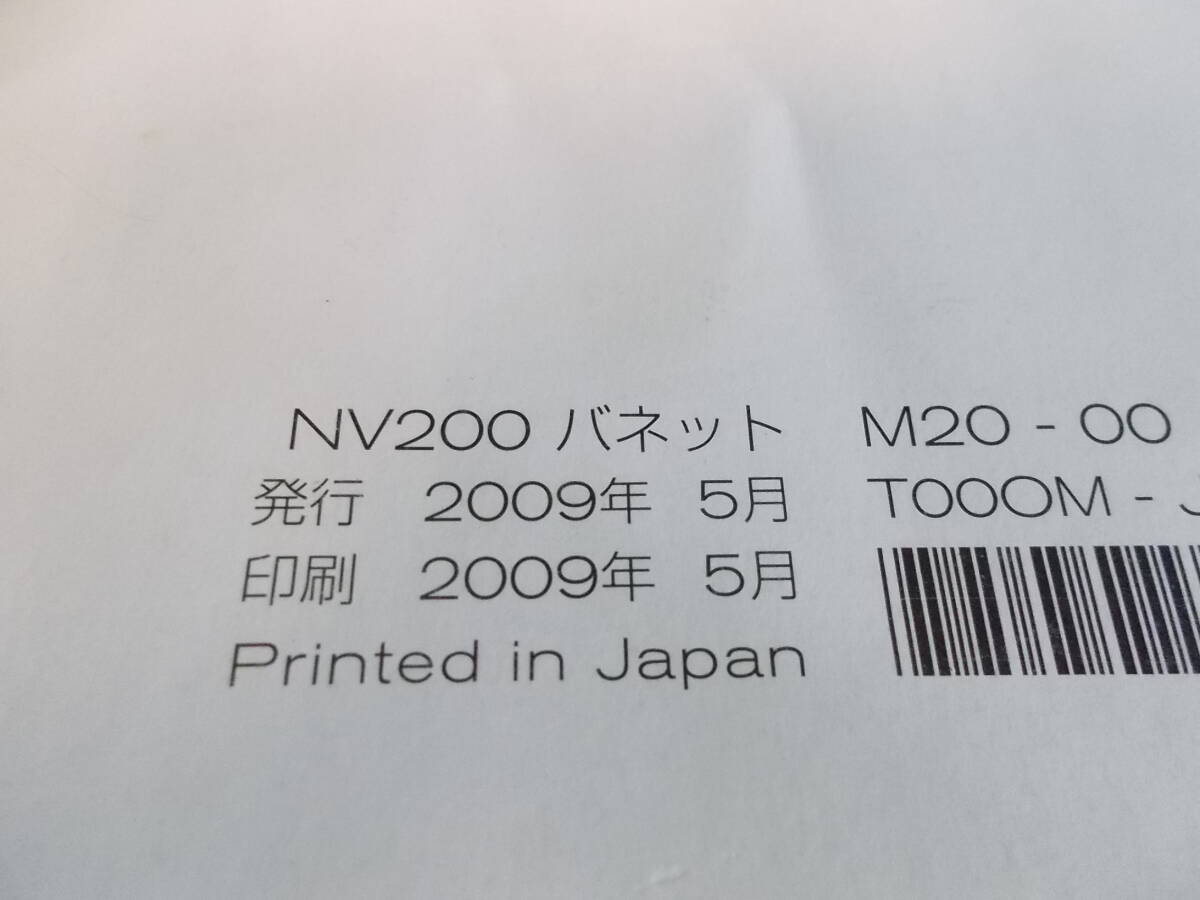 NV200 バネット M20 - 00
発行 2009年 5月 T00OM - J
印刷 2009年 5月
Printed in Japan